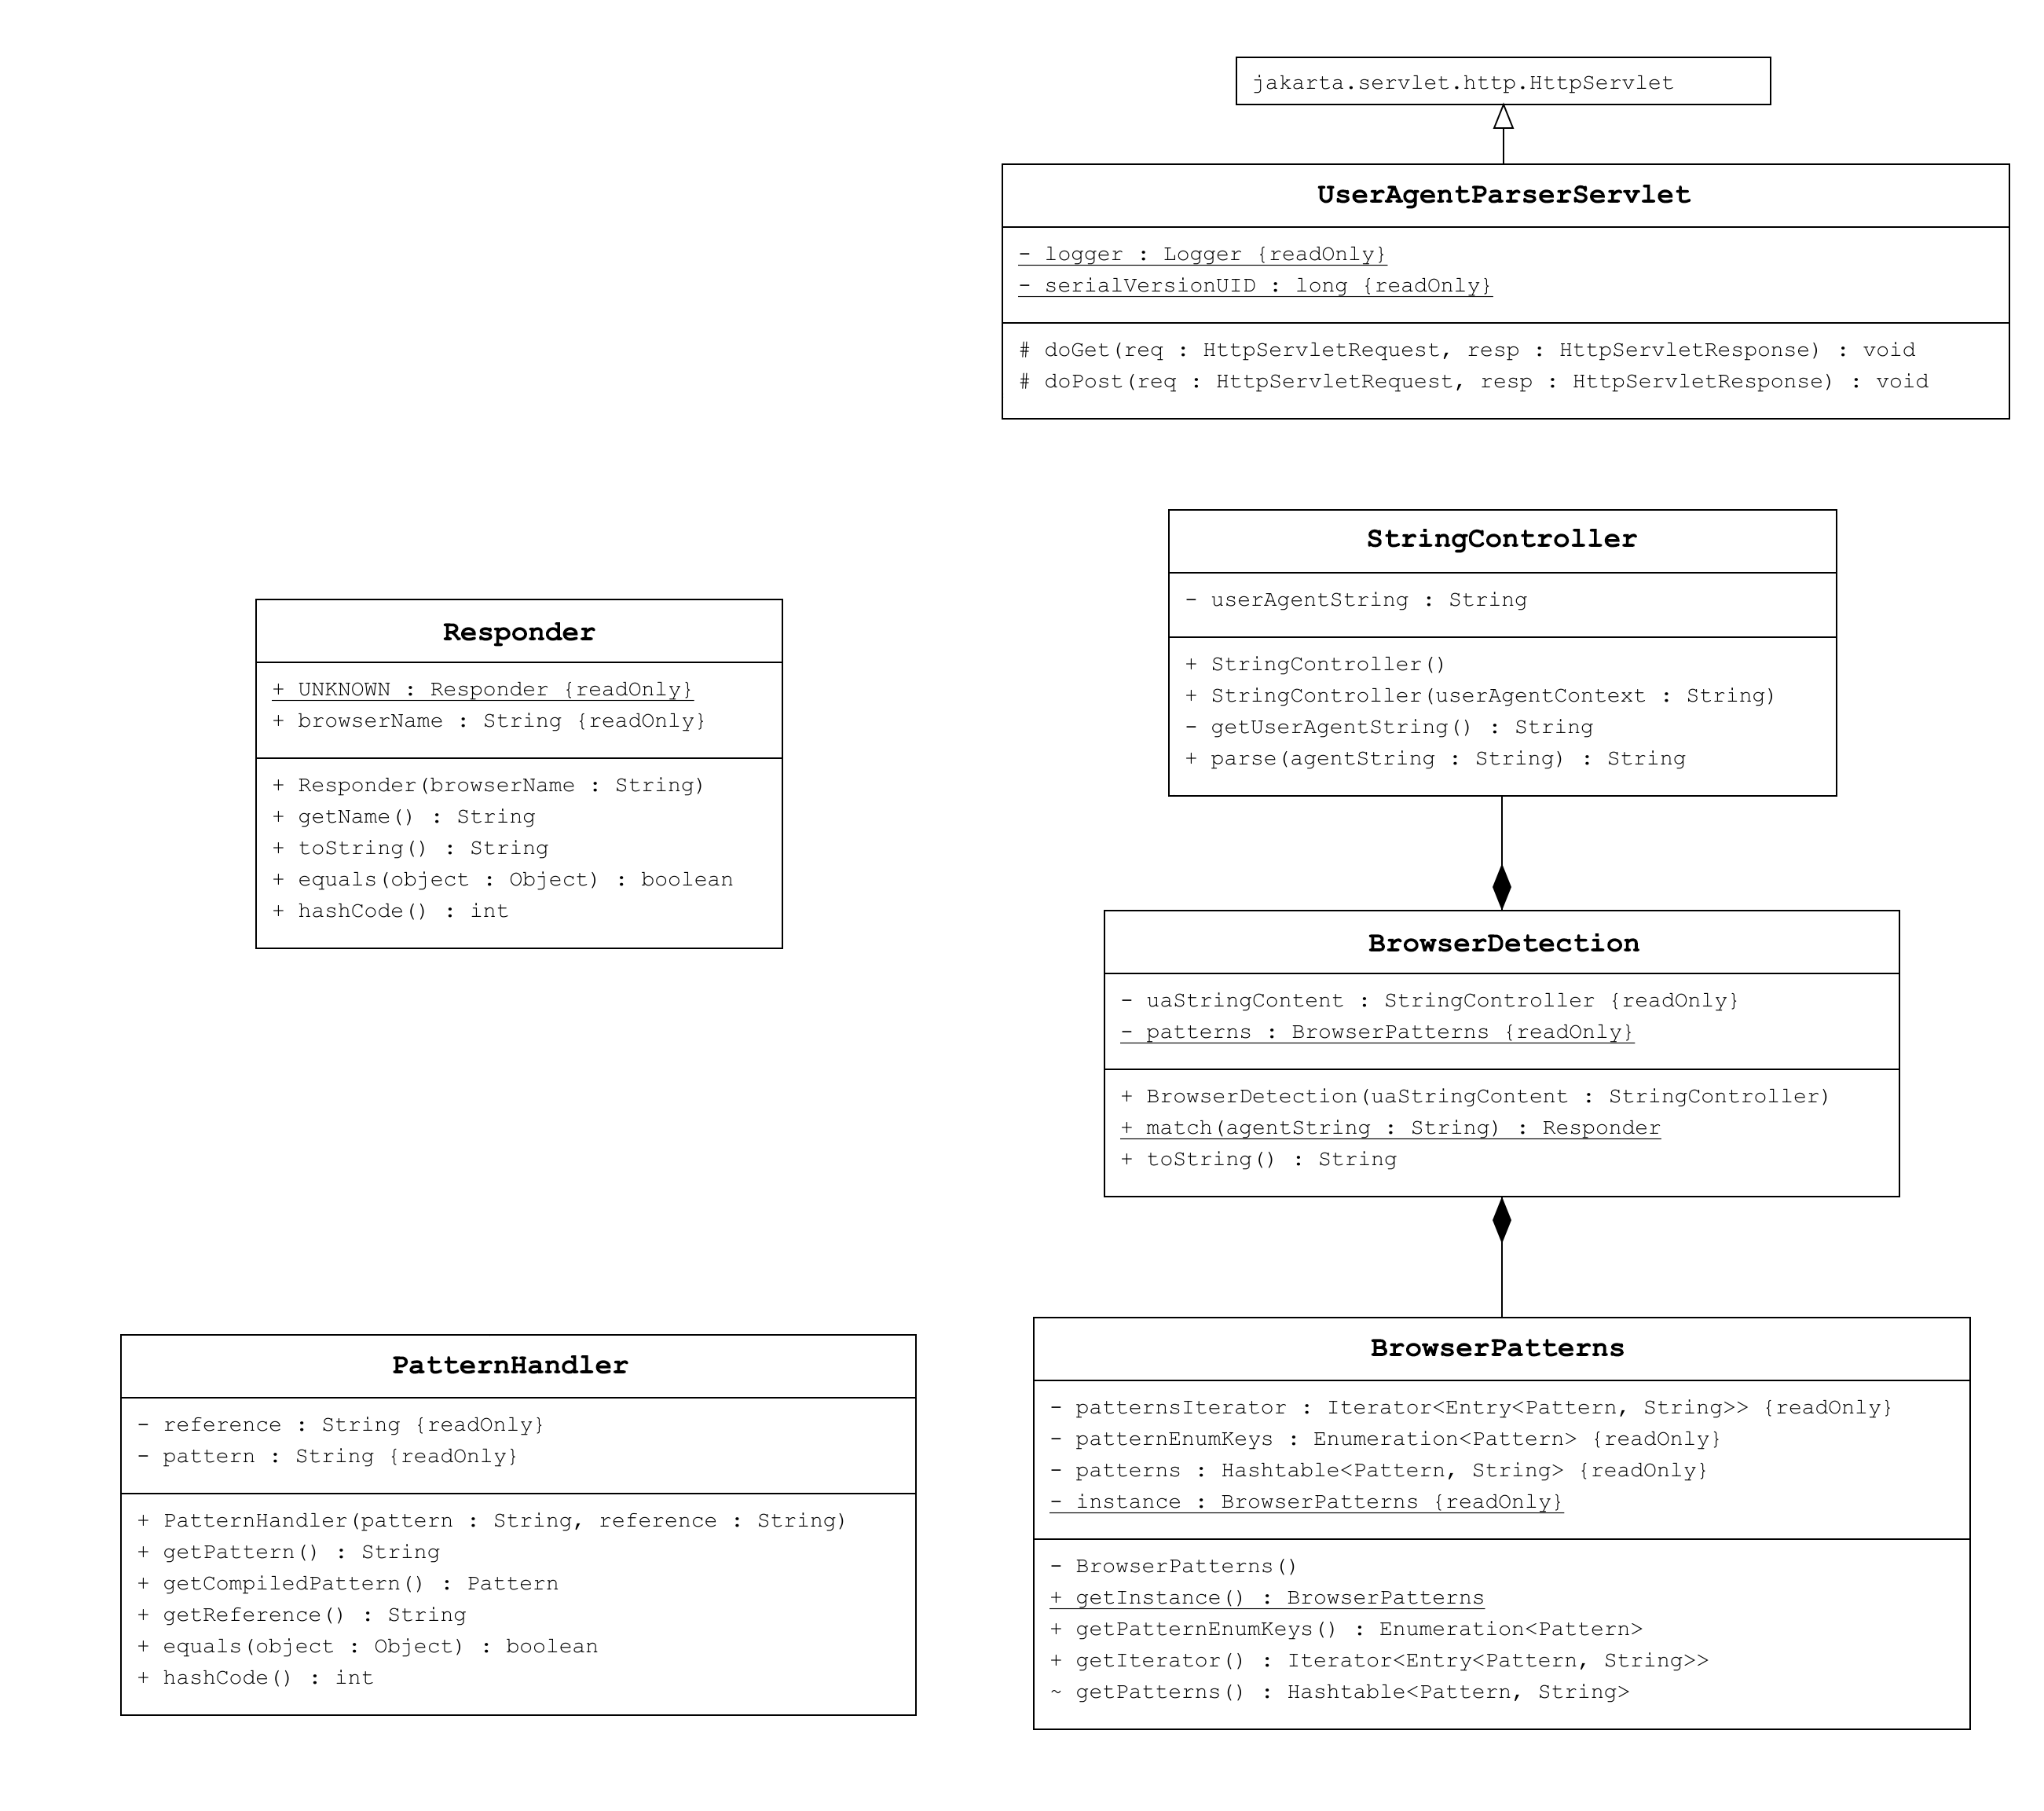 jakarta.servlet.http.HttpServlet
UserAgentParserServlet
- logger : Logger {readOnly}
- serialVersionUID : long {readOnly}
# doGet(req : HttpServletRequest, resp : HttpServletResponse) : void
# doPost(req : HttpServletRequest, resp : HttpServletResponse) : void
StringController
- userAgentString : String
+ StringController()
+ StringController(userAgentContext : String)
- getUserAgentString() : String
+ parse(agentString : String) : String
Responder
+ UNKNOWN : Responder {readOnly}
+ browserName : String {readOnly}
+ Responder(browserName : String)
+ getName() : String
+ toString() : String
+ equals(object : Object) : boolean
+ hashCode() : int
BrowserDetection
- uaStringContent : StringController {readOnly}
- patterns : BrowserPatterns {readOnly}
+ BrowserDetection(uaStringContent : StringController)
+ match(agentString : String) : Responder
+ toString() : String
PatternHandler
- reference : String {readOnly}
- pattern : String {readOnly}
+ PatternHandler(pattern : String, reference : String)
+ getPattern() : String
+ getCompiledPattern() : Pattern
+ getReference() : String
+ equals(object : Object) : boolean
+ hashCode() : int
BrowserPatterns
- patternsIterator : Iterator<Entry<Pattern, String>> {readOnly}
- patternEnumKeys : Enumeration<Pattern> {readOnly}
- patterns : Hashtable<Pattern, String> {readOnly}
- instance : BrowserPatterns {readOnly}
- BrowserPatterns()
+ getInstance() : BrowserPatterns
+ getPatternEnumKeys() : Enumeration<Pattern>
+ getIterator() : Iterator<Entry<Pattern, String>>
~ getPatterns() : Hashtable<Pattern, String>